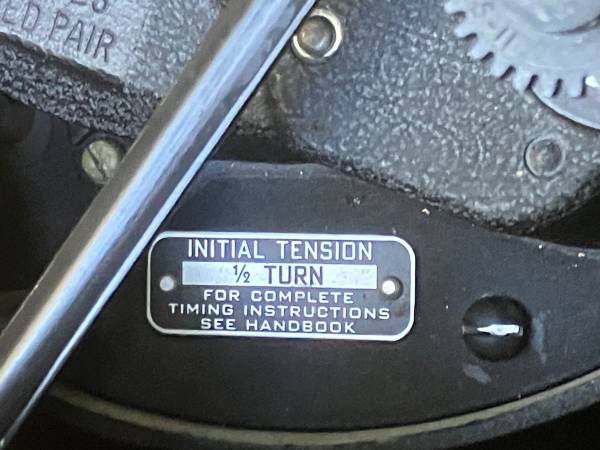 ED PAIR
INITIAL TENSION
½ TURN
FOR COMPLETE
TIMING INSTRUCTIONS
SEE HANDBOOK